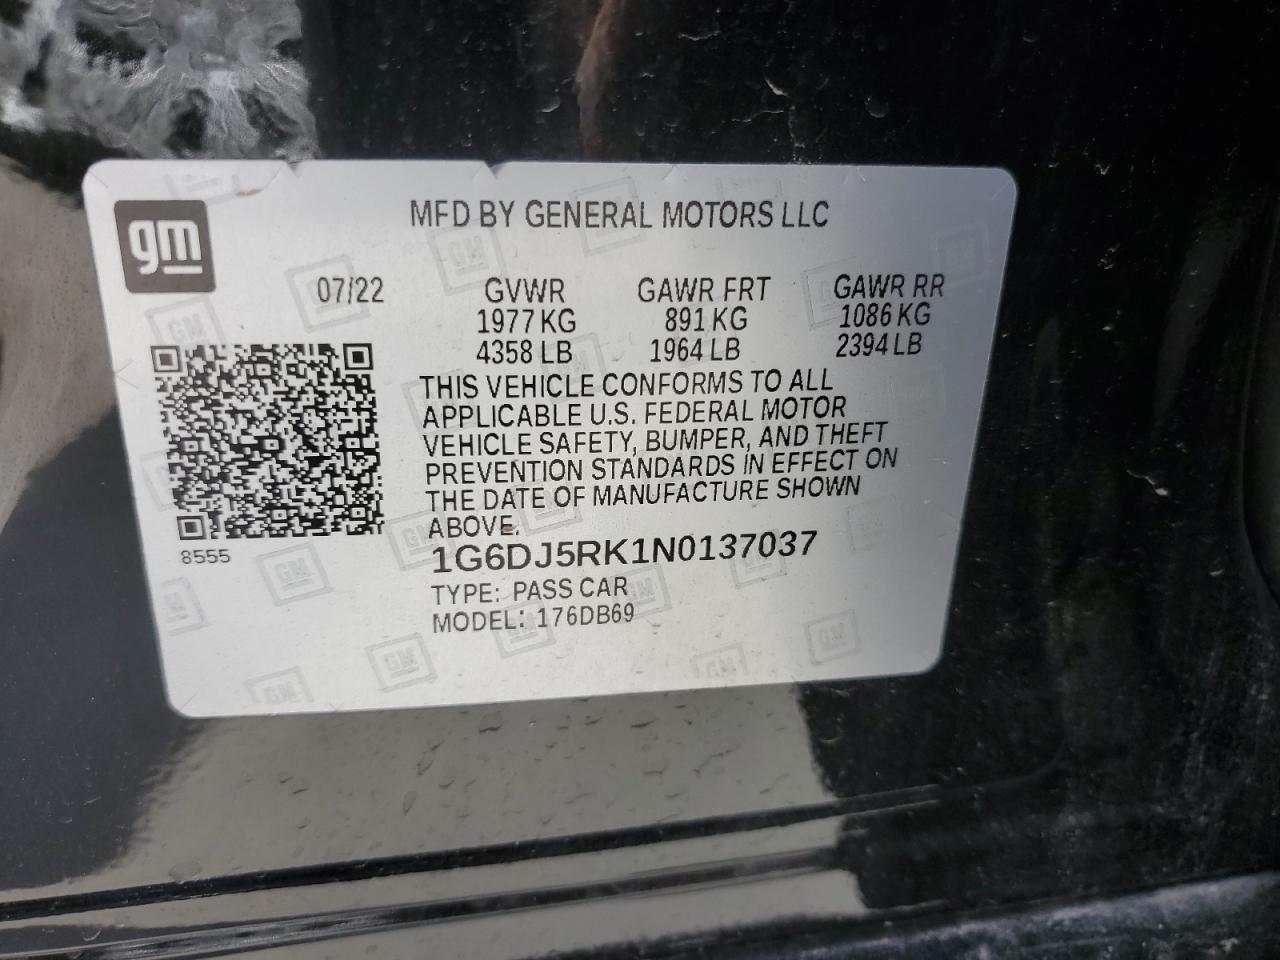 gm
MFD BY GENERAL MOTORS LLC
07/22 GVWR GAWR FRT GAWR RR
1977 KG 891 KG 1086 KG
4358 LB 1964 LB 2394 LB
THIS VEHICLE CONFORMS TO ALL
APPLICABLE U.S. FEDERAL MOTOR
VEHICLE SAFETY, BUMPER, AND THEFT
PREVENTION STANDARDS IN EFFECT ON
THE DATE OF MANUFACTURE SHOWN
ABOVE.
8555
1G6DJ5RK1N0137037
TYPE: PASS CAR
MODEL: 176DB69